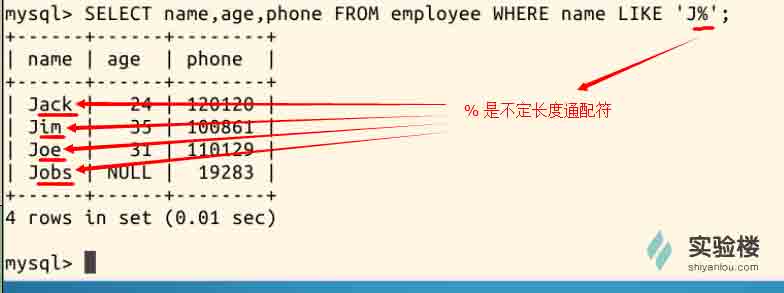 mysql> SELECT name,age,phone FROM employee WHERE name LIKE 'J%';
+------+------+--------+
| name | age  | phone  |
+------+------+--------+
| Jack |   24 | 120120 |
| Jim  |   35 | 100861 |
| Joe  |   31 | 110129 |
| Jobs | NULL |  19283 |
+------+------+--------+
4 rows in set (0.01 sec)
mysql>
% 是不定长度通配符
实验楼
shiyanlou.com